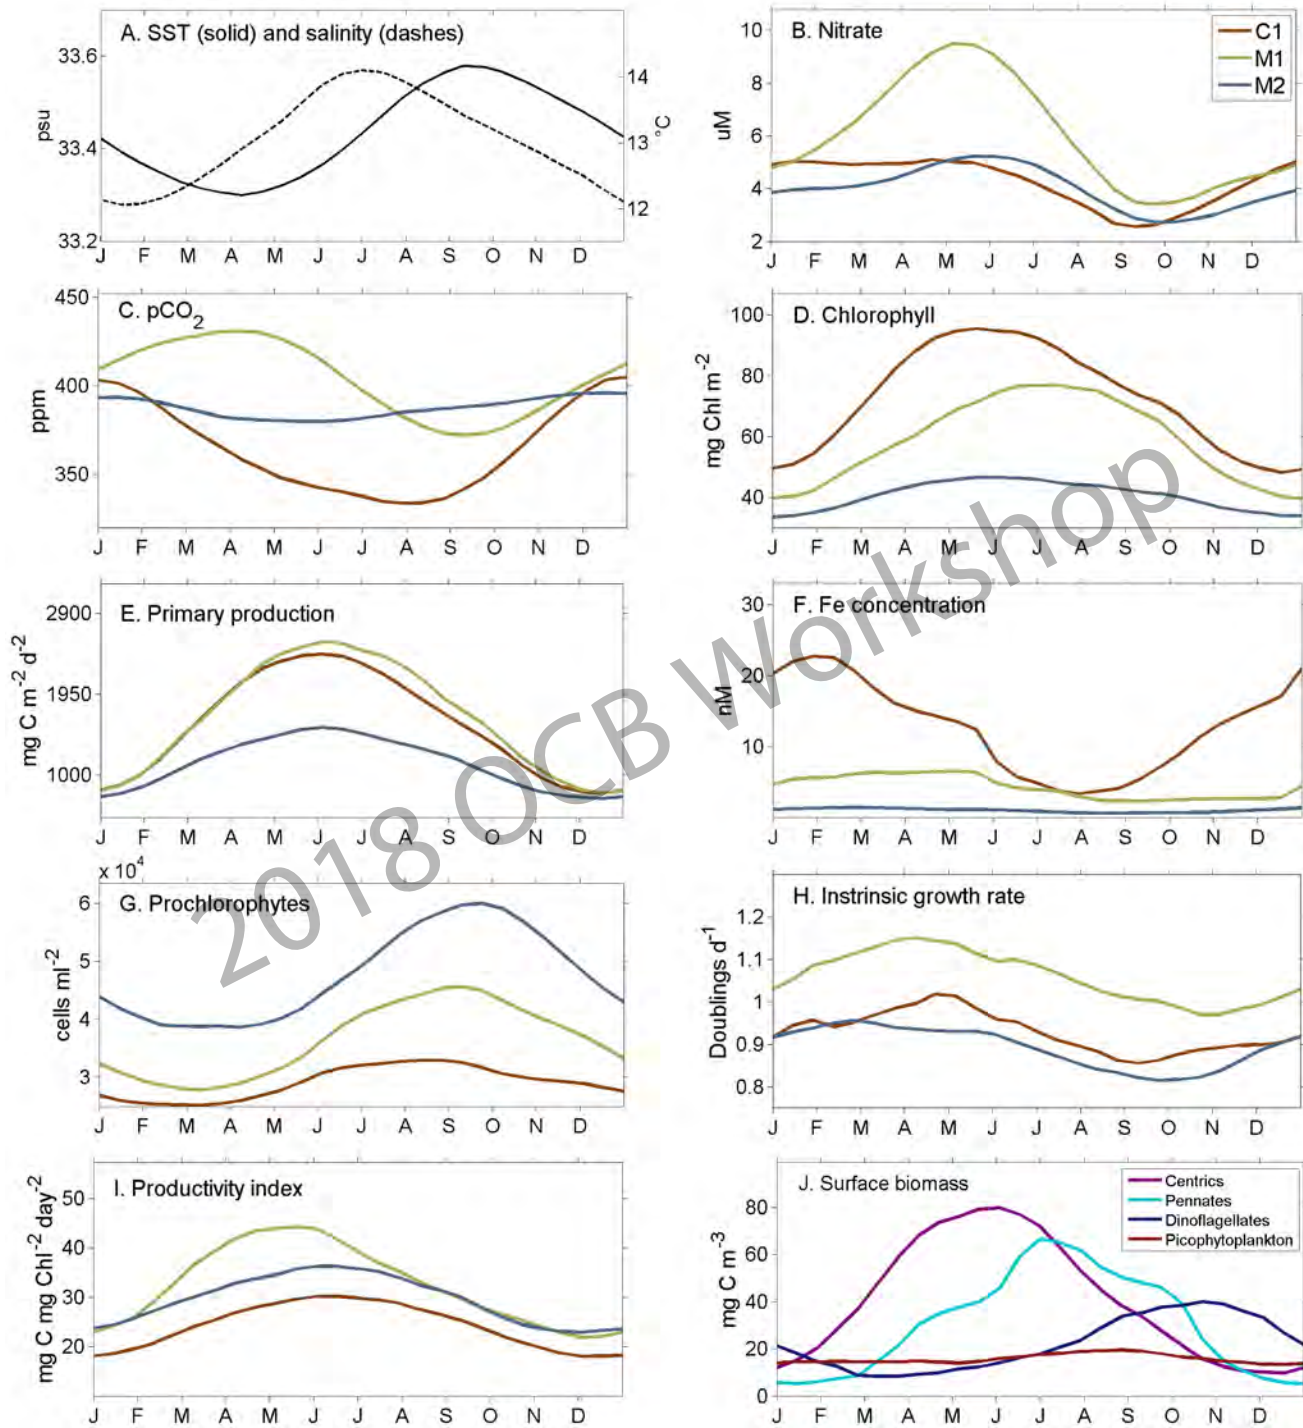 A. SST (solid) and salinity (dashes)
33.6
33.4
33.2
psu
14
13
12
°C
J F M A M J J A S O N D
B. Nitrate
C1
M1
M2
10
8
6
4
2
uM
J F M A M J J A S O N D
C. pCO2
450
400
350
ppm
J F M A M J J A S O N D
D. Chlorophyll
100
80
60
40
mg Chl m-2
J F M A M J J A S O N D
E. Primary production
2900
1950
1000
mg C m-2 d-2
J F M A M J J A S O N D
F. Fe concentration
30
20
10
nM
J F M A M J J A S O N D
x 10^4
G. Prochlorophytes
6
5
4
3
cells ml-2
J F M A M J J A S O N D
H. Instrinsic growth rate
1.2
1.1
1
0.9
0.8
Doublings d-1
J F M A M J J A S O N D
I. Productivity index
50
40
30
20
mg C mg Chl-2 day-2
J F M A M J J A S O N D
J. Surface biomass
Centrics
Pennates
Dinoflagellates
Picophytoplankton
80
60
40
20
0
mg C m-3
J F M A M J J A S O N D
2018 OCB Workshop